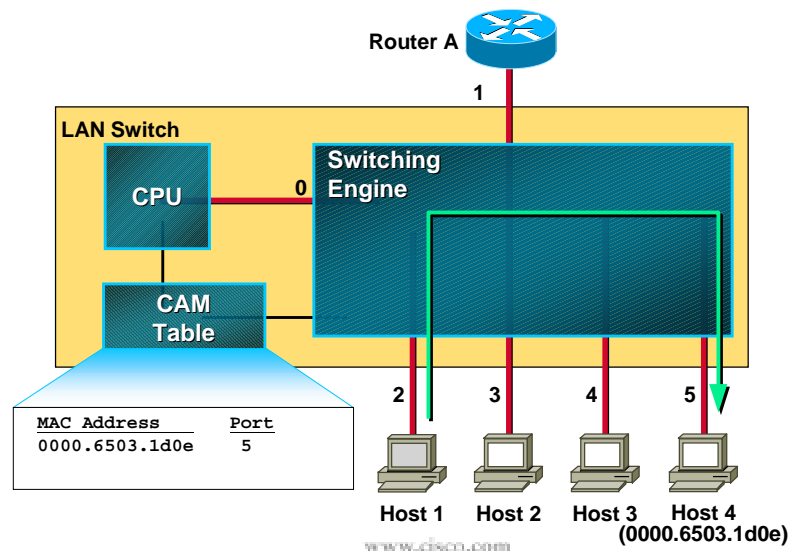 Router A
1
LAN Switch
Switching
Engine
CPU
0
CAM
Table
2
3
4
5
MAC Address Port
0000.6503.1d0e 5
Host 1
Host 2
Host 3
Host 4
(0000.6503.1d0e)
www.cisco.com